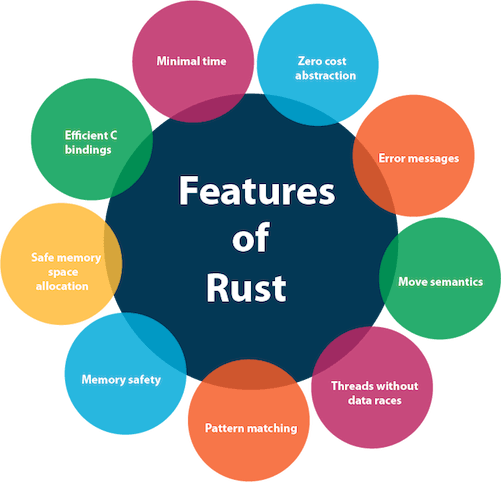 Features
of
Rust
Minimal time
Zero cost
abstraction
Error messages
Move semantics
Threads without
data races
Pattern matching
Memory safety
Safe memory
space
allocation
Efficient C
bindings